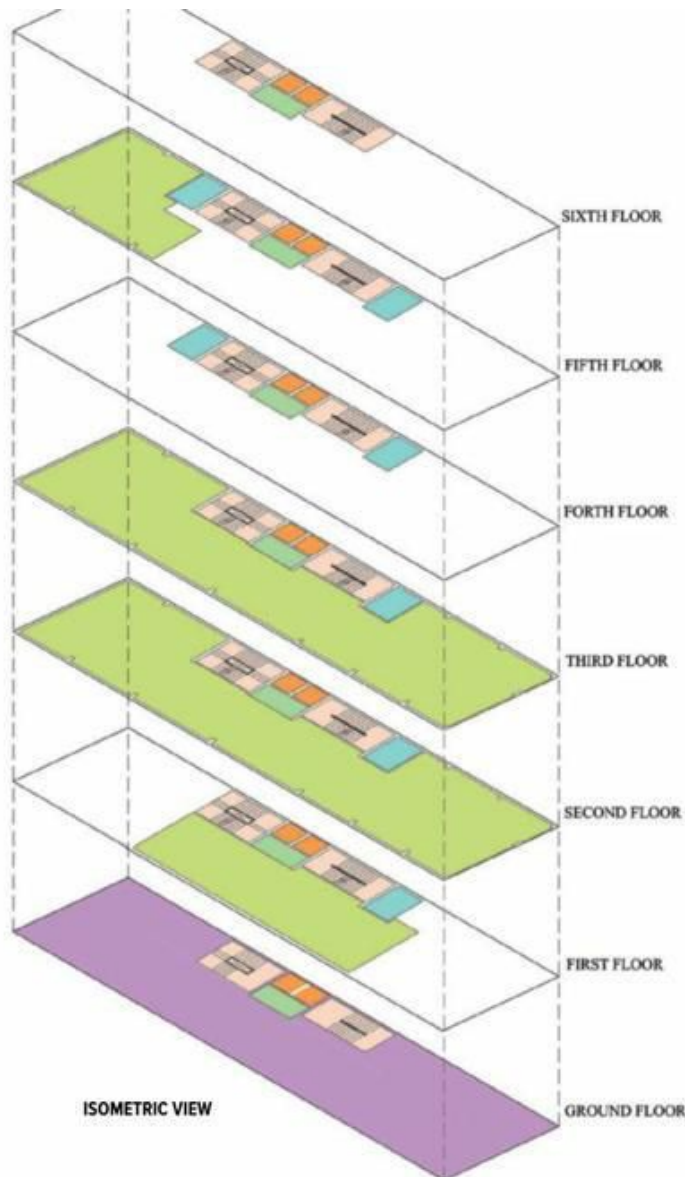 SIXTH FLOOR
FIFTH FLOOR
FORTH FLOOR
THIRD FLOOR
SECOND FLOOR
FIRST FLOOR
ISOMETRIC VIEW
GROUND FLOOR